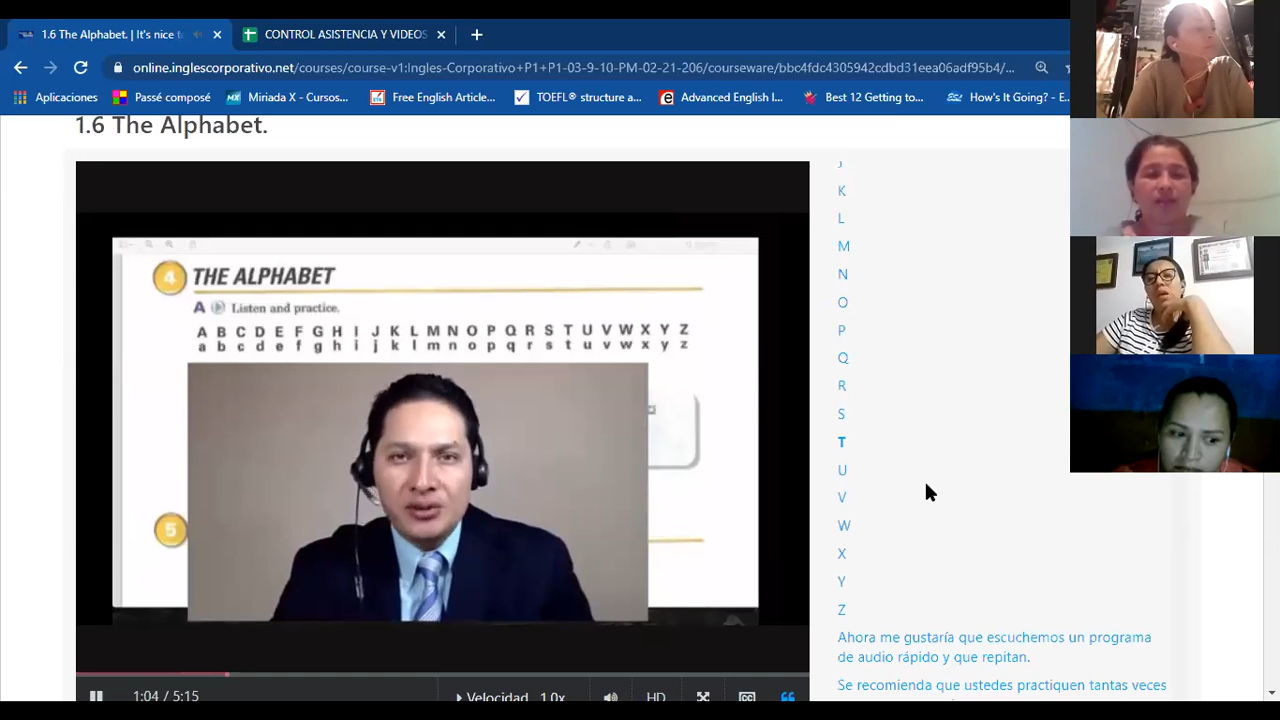 1.6 The Alphabet. | It's nice to
CONTROL ASISTENCIA Y VIDEOS
online.inglescorporativo.net/courses/course-v1:Ingles-Corporativo+P1+P1-03-9-10-PM-02-21-206/courseware/bbc4fdc4305942cdbd31eea06adf95b4/...
Aplicaciones
Passé composé
Miriada X - Cursos...
Free English Article...
TOEFL® structure a...
Advanced English l...
Best 12 Getting to...
How's It Going? - E...
1.6 The Alphabet.
4 THE ALPHABET
A Listen and practice.
A B C D E F G H I J K L M N O P Q R S T U V W X Y Z
a b c d e f g h i j k l m n o p q r s t u v w x y z
5
1:04 / 5:15
Velocidad 1.0x
HD
J
K
L
M
N
O
P
Q
R
S
T
U
V
W
X
Y
Z
Ahora me gustaría que escuchemos un programa
de audio rápido y que repitan.
Se recomienda que ustedes practiquen tantas veces